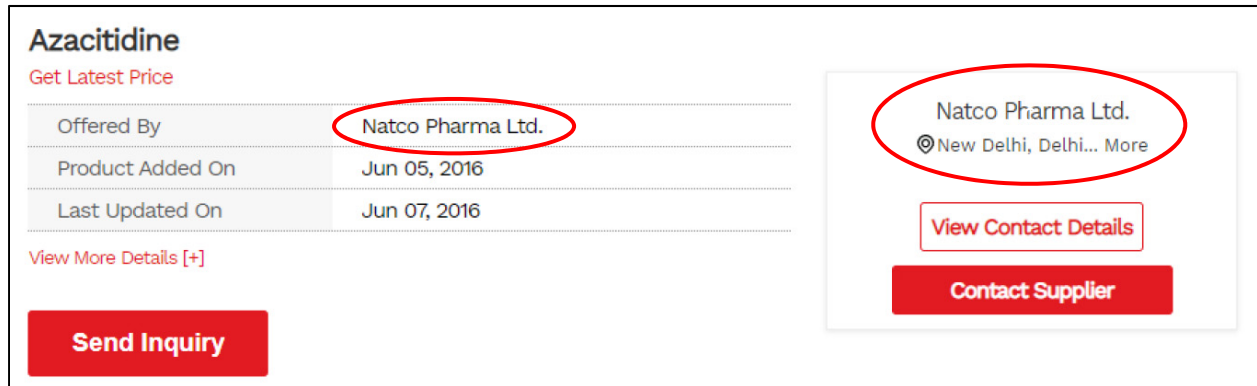 Azacitidine
Get Latest Price
Offered By Natco Pharma Ltd.
Product Added On Jun 05, 2016
Last Updated On Jun 07, 2016
View More Details [+]
Send Inquiry
Natco Pharma Ltd.
New Delhi, Delhi... More
View Contact Details
Contact Supplier